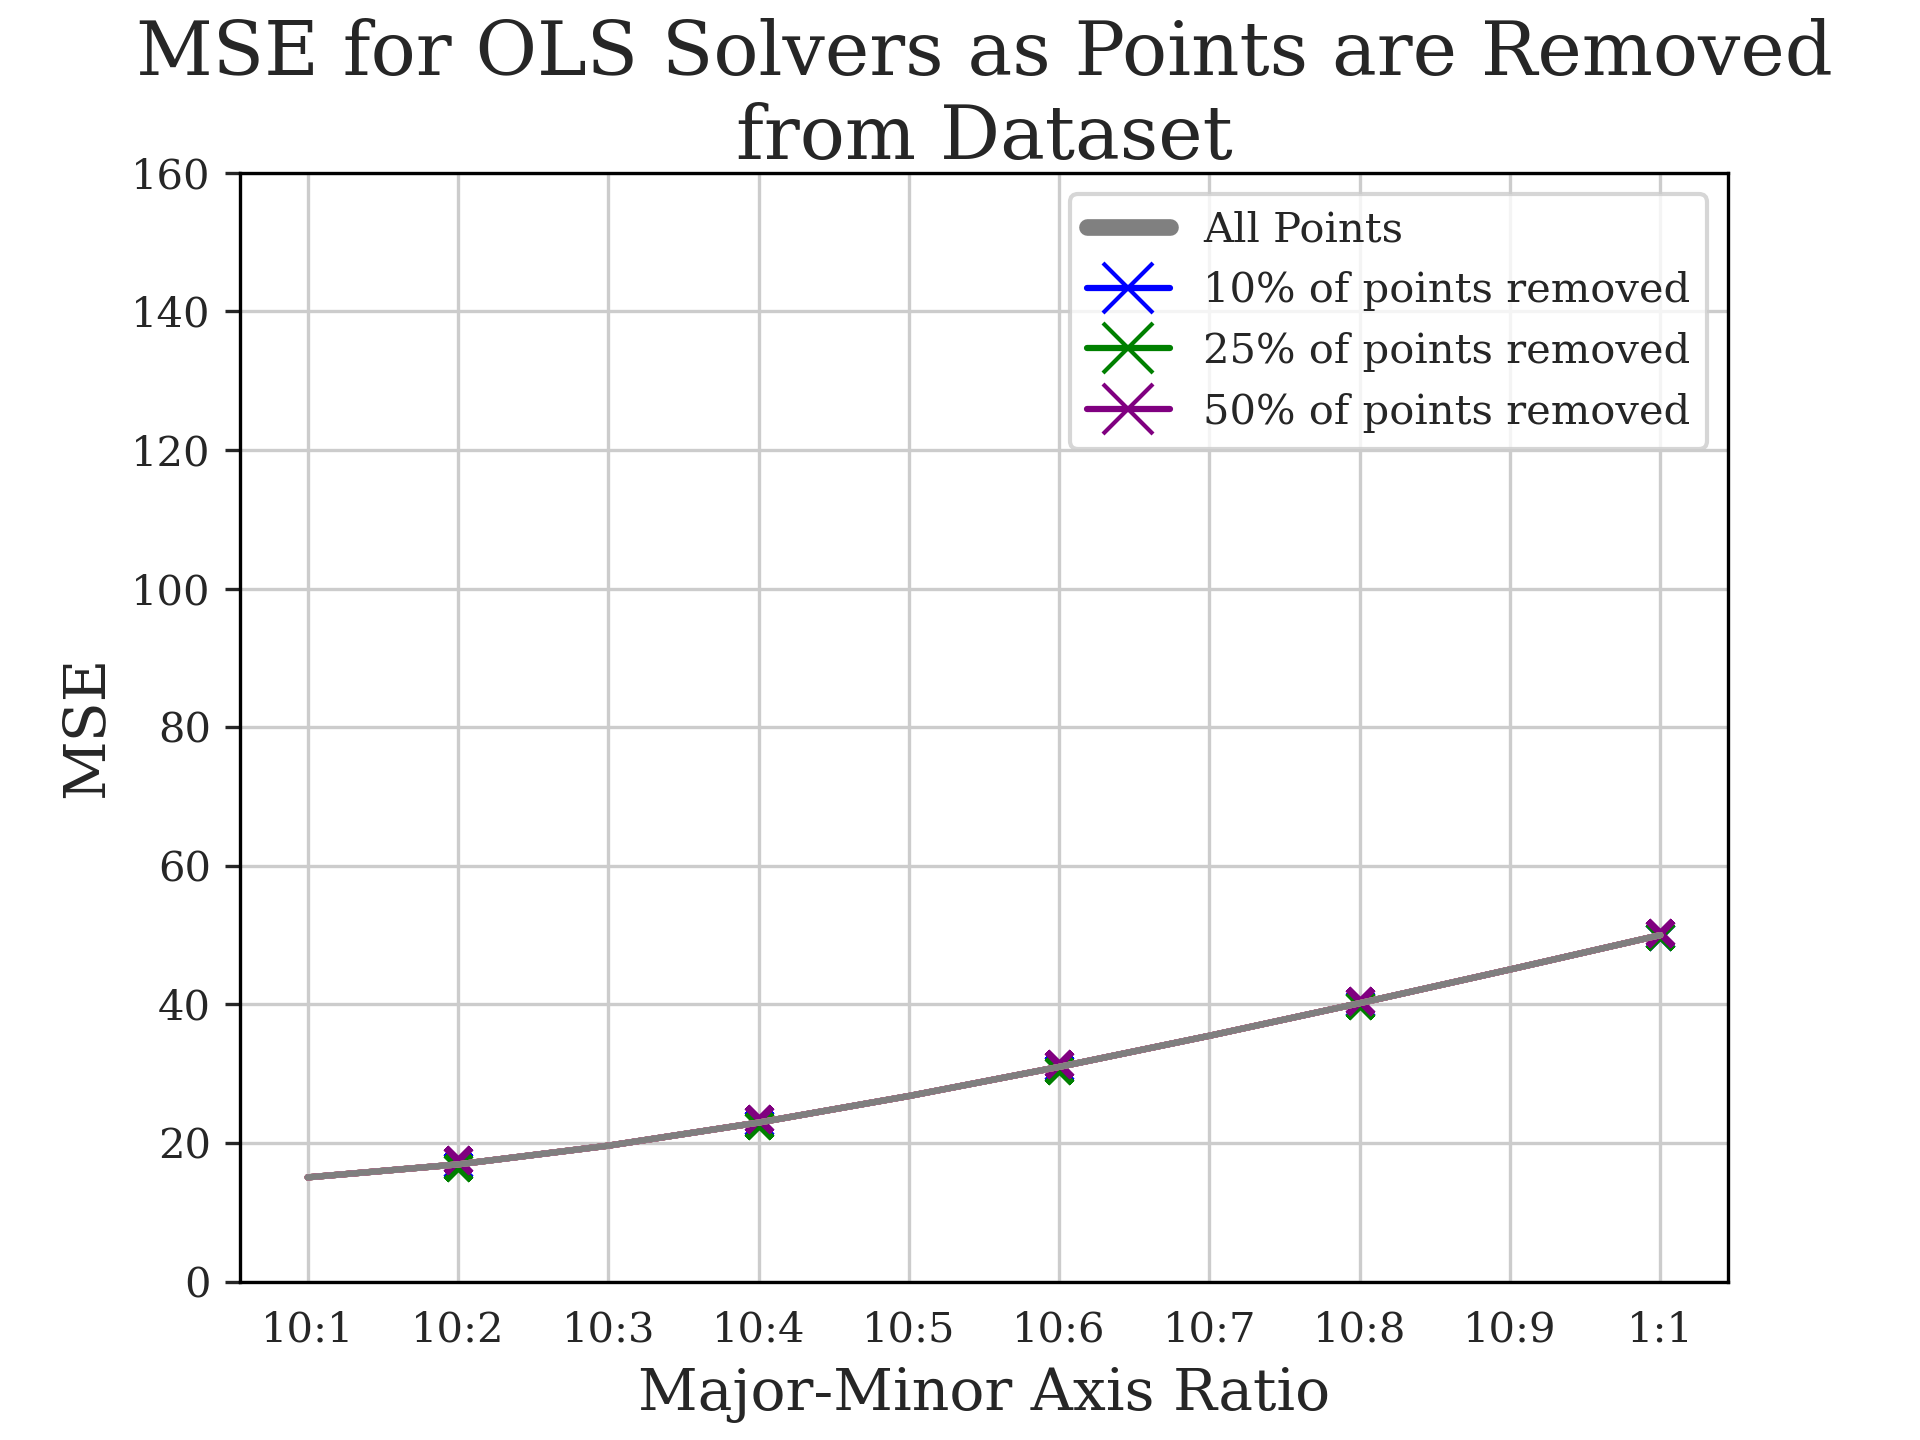 MSE for OLS Solvers as Points are Removed
from Dataset
160
140
120
100
80
60
40
20
0
MSE
All Points
10% of points removed
25% of points removed
50% of points removed
10:1 10:2 10:3 10:4 10:5 10:6 10:7 10:8 10:9 1:1
Major-Minor Axis Ratio